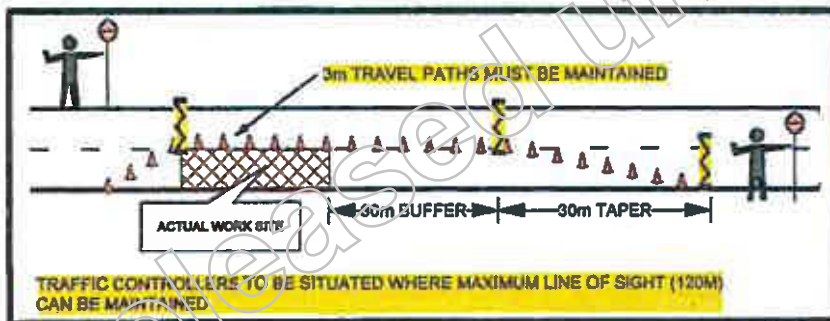 3m TRAVEL PATHS MUST BE MAINTAINED
ACTUAL WORK SITE
30m BUFFER
30m TAPER
TRAFFIC CONTROLLERS TO BE SITUATED WHERE MAXIMUM LINE OF SIGHT (120M)
CAN BE MAINTAINED